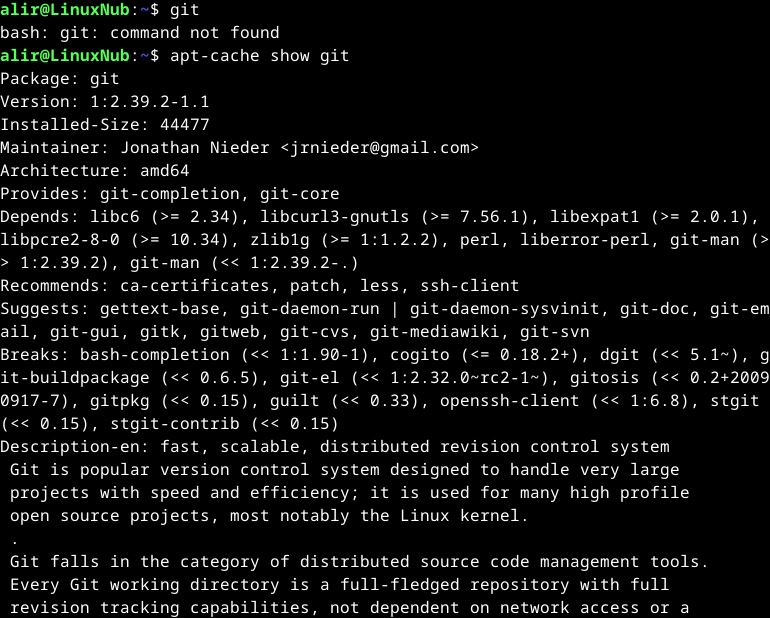 alir@LinuxNub:~$ git
bash: git: command not found
alir@LinuxNub:~$ apt-cache show git
Package: git
Version: 1:2.39.2-1.1
Installed-Size: 44477
Maintainer: Jonathan Nieder <jrnieder@gmail.com>
Architecture: amd64
Provides: git-completion, git-core
Depends: libc6 (>= 2.34), libcurl3-gnutls (>= 7.56.1), libexpat1 (>= 2.0.1),
libpcre2-8-0 (>= 10.34), zlib1g (>= 1:1.2.2), perl, liberror-perl, git-man (>
> 1:2.39.2), git-man (<< 1:2.39.2-.)
Recommends: ca-certificates, patch, less, ssh-client
Suggests: gettext-base, git-daemon-run | git-daemon-sysvinit, git-doc, git-em
ail, git-gui, gitk, gitweb, git-cvs, git-mediawiki, git-svn
Breaks: bash-completion (<< 1:1.90-1), cogito (<= 0.18.2+), dgit (<< 5.1~), g
it-buildpackage (<< 0.6.5), git-el (<< 1:2.32.0~rc2-1~), gitosis (<< 0.2+2009
0917-7), gitpkg (<< 0.15), guilt (<< 0.33), openssh-client (<< 1:6.8), stgit
(<< 0.15), stgit-contrib (<< 0.15)
Description-en: fast, scalable, distributed revision control system
 Git is popular version control system designed to handle very large
 projects with speed and efficiency; it is used for many high profile
 open source projects, most notably the Linux kernel.
 .
 Git falls in the category of distributed source code management tools.
 Every Git working directory is a full-fledged repository with full
 revision tracking capabilities, not dependent on network access or a